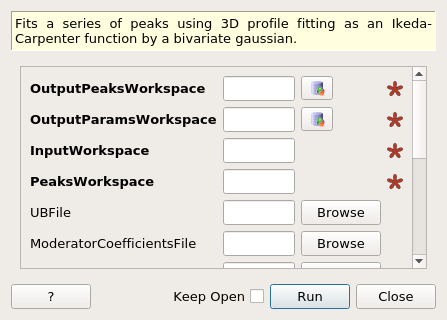 Fits a series of peaks using 3D profile fitting as an Ikeda-
Carpenter function by a bivariate gaussian.
OutputPeaksWorkspace
OutputParamsWorkspace
InputWorkspace
PeaksWorkspace
UBFile Browse
ModeratorCoefficientsFile Browse
? Keep Open Run Close